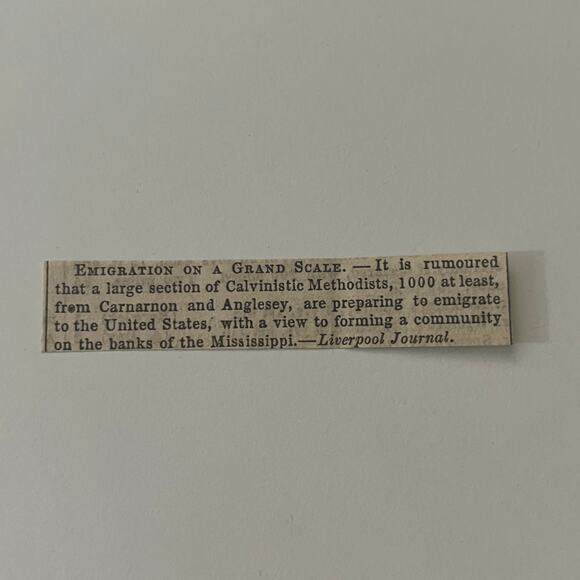 EMIGRATION ON A GRAND SCALE. — It is rumoured
that a large section of Calvinistic Methodists, 1000 at least,
from Carnarnon and Anglesey, are preparing to emigrate
to the United States, with a view to forming a community
on the banks of the Mississippi.—Liverpool Journal.